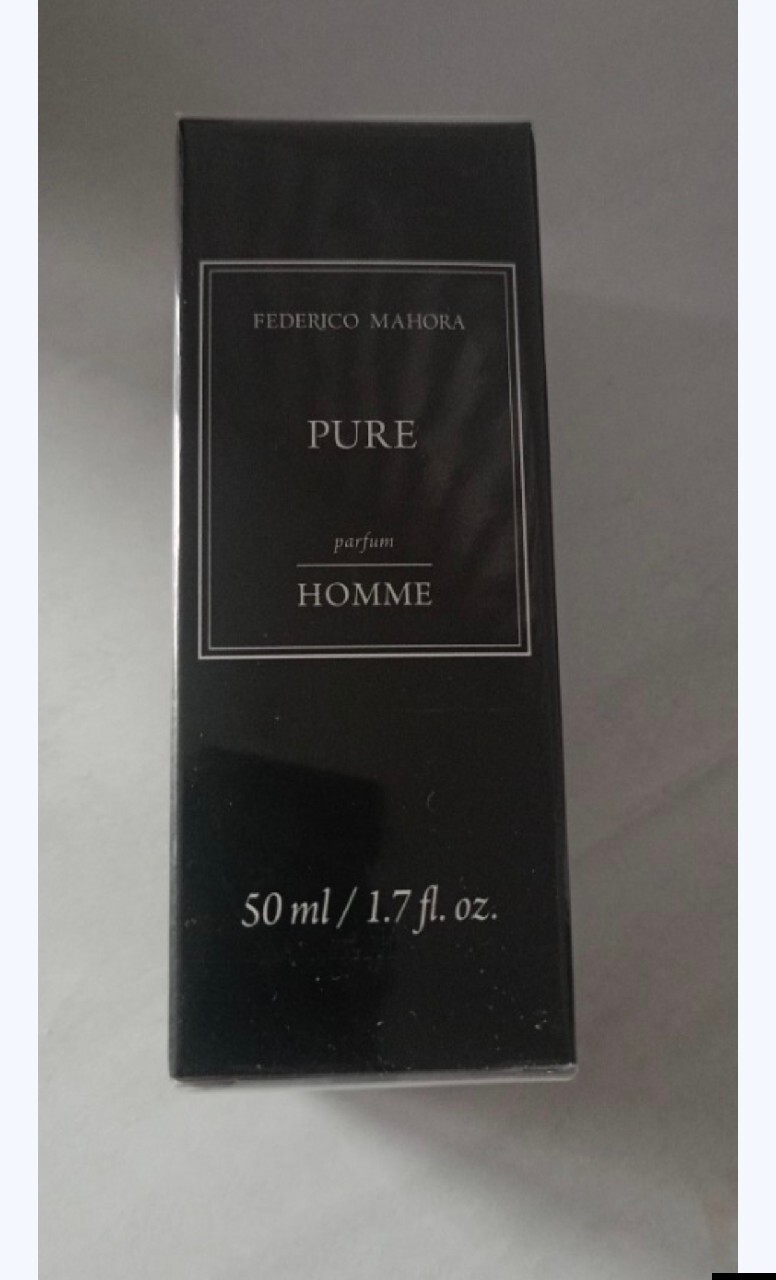 FEDERICO MAHORA
PURE
parfum
HOMME
50 ml / 1.7 fl. oz.